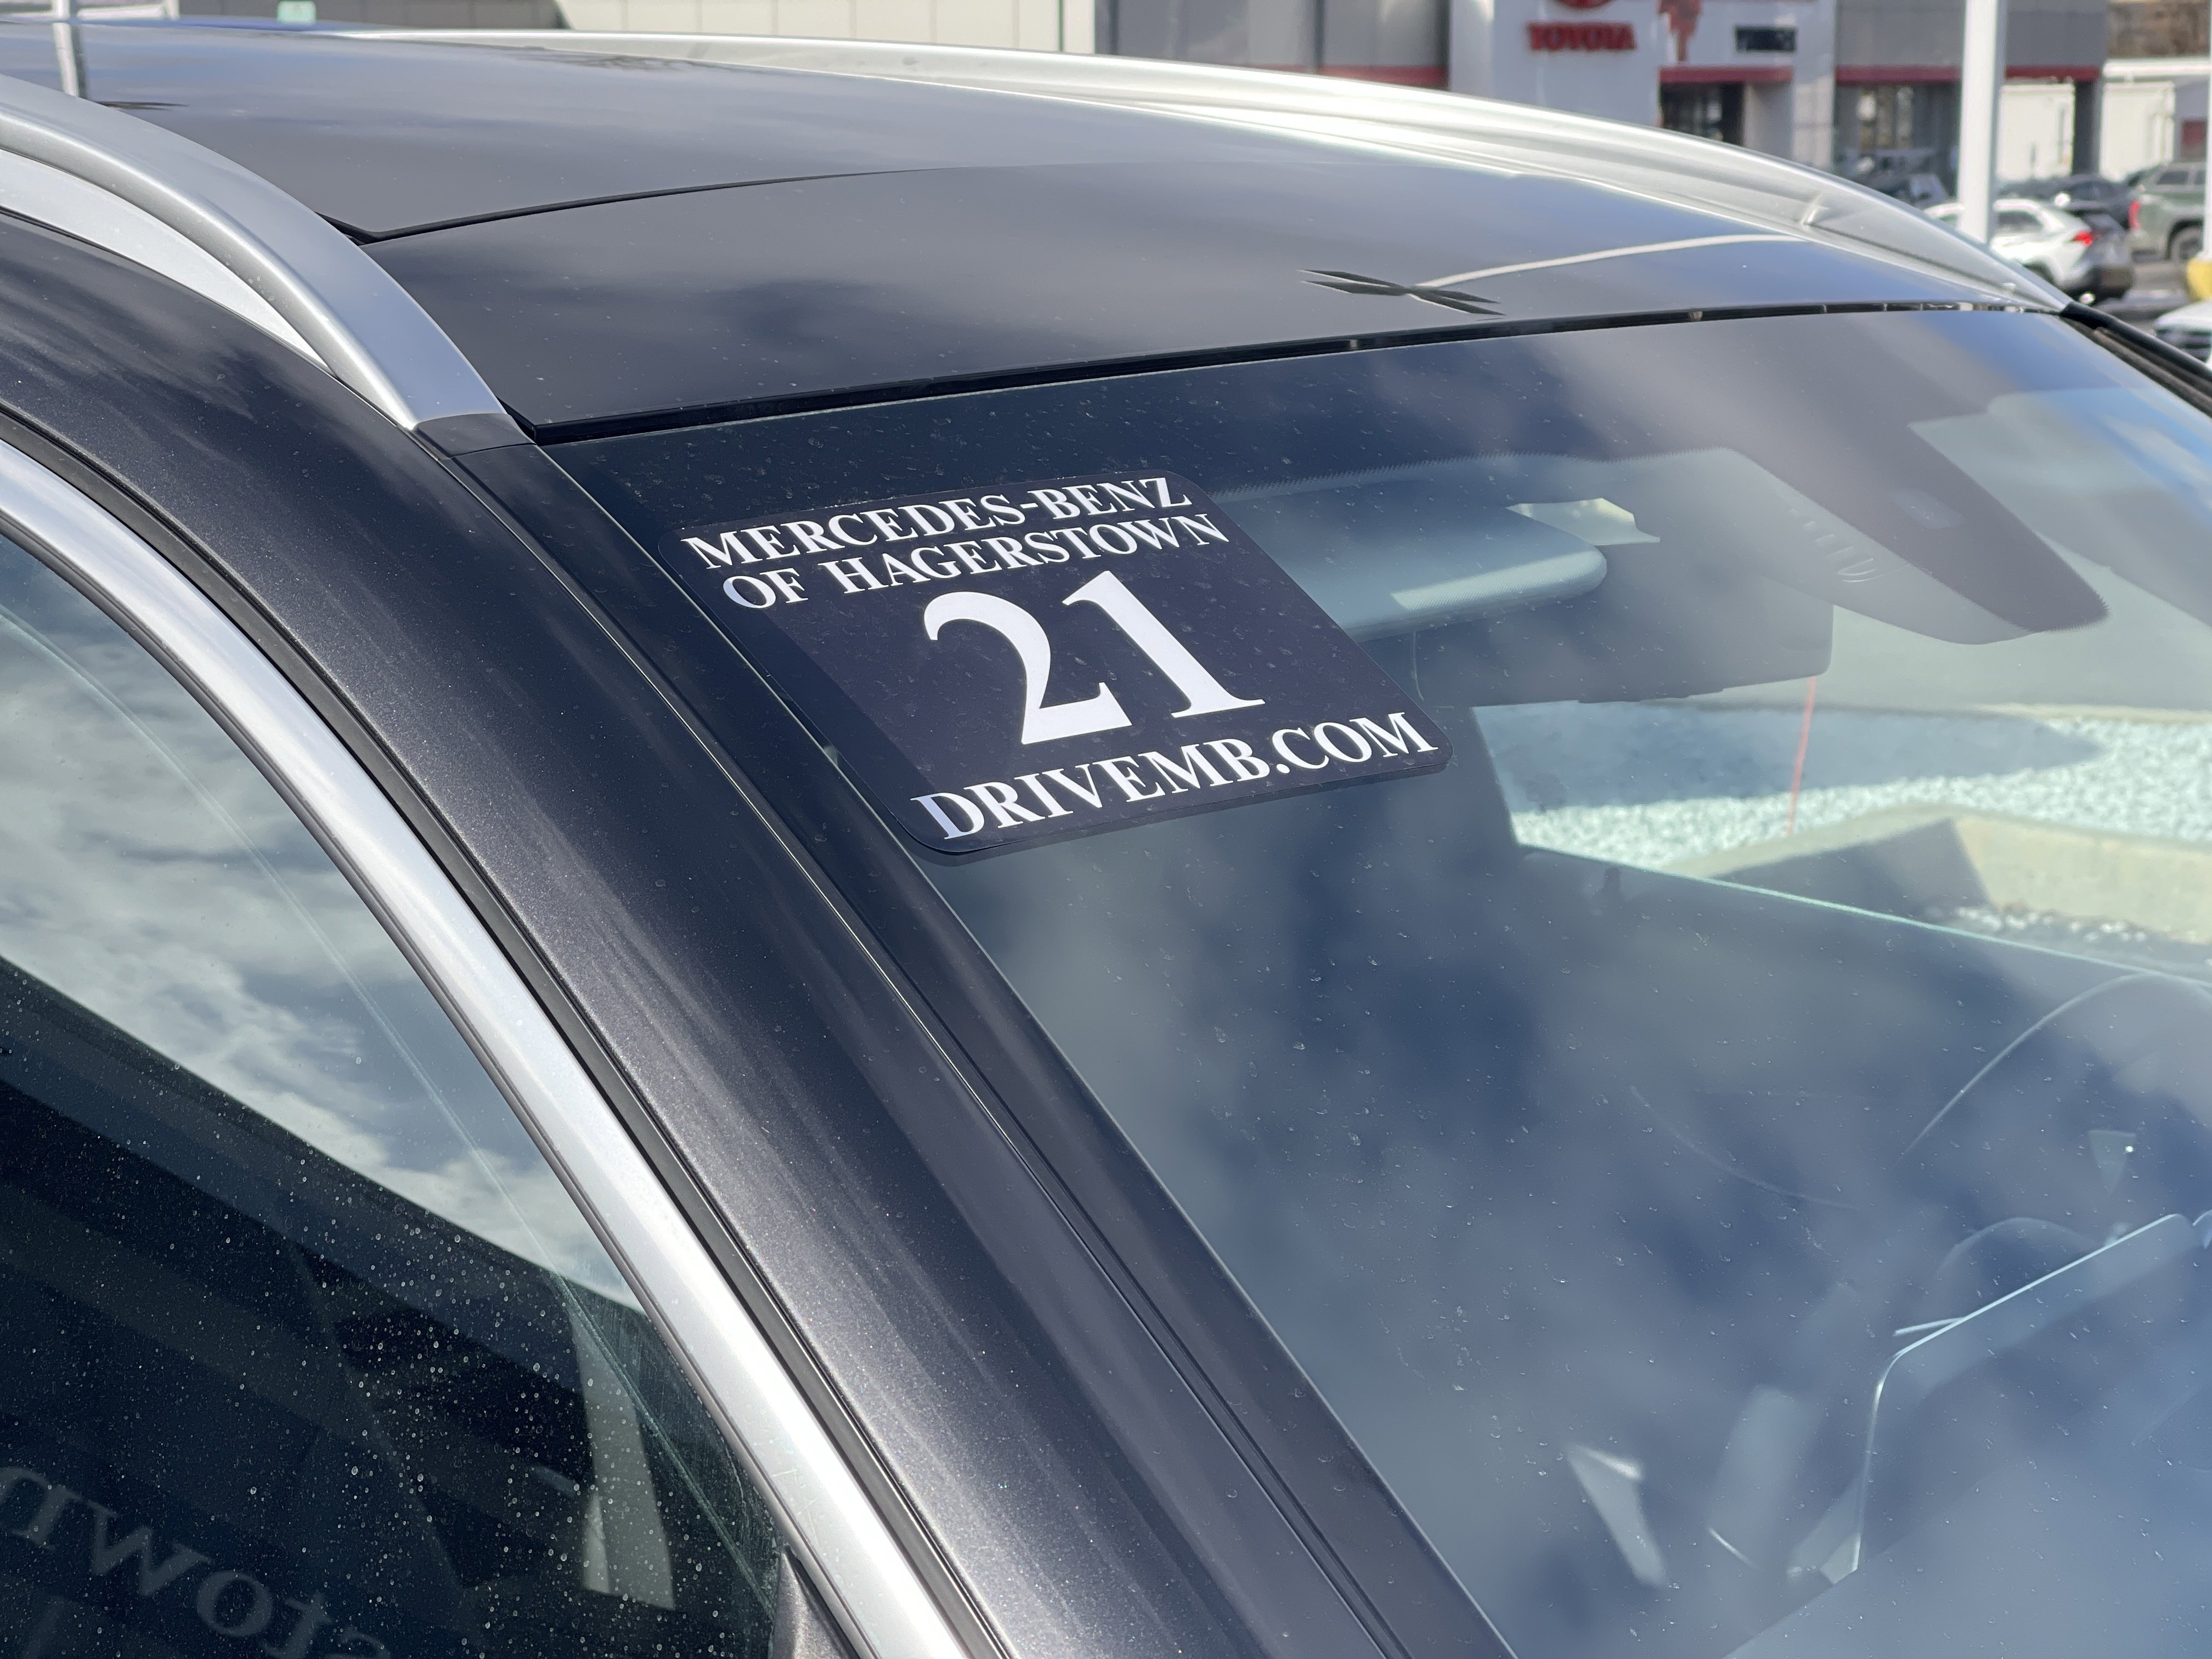 TOYOTA
MERCEDES-BENZ
OF HAGERSTOWN
21
DRIVEMB.COM